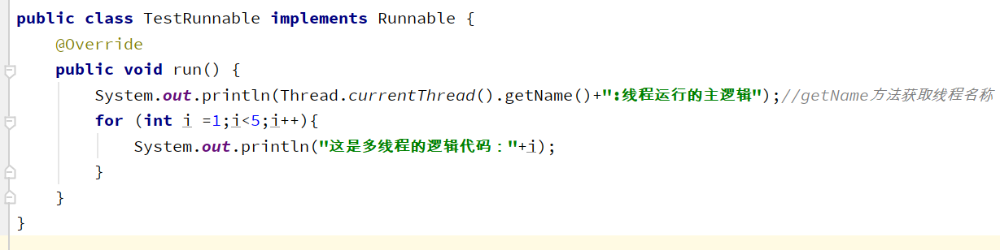 public class TestRunnable implements Runnable {
@Override
public void run() {
System.out.println(Thread.currentThread().getName()+":线程运行的主逻辑");//getName方法获取线程名称
for (int i =1;i<5;i++){
System.out.println("这是多线程的逻辑代码："+i);
}
}
}